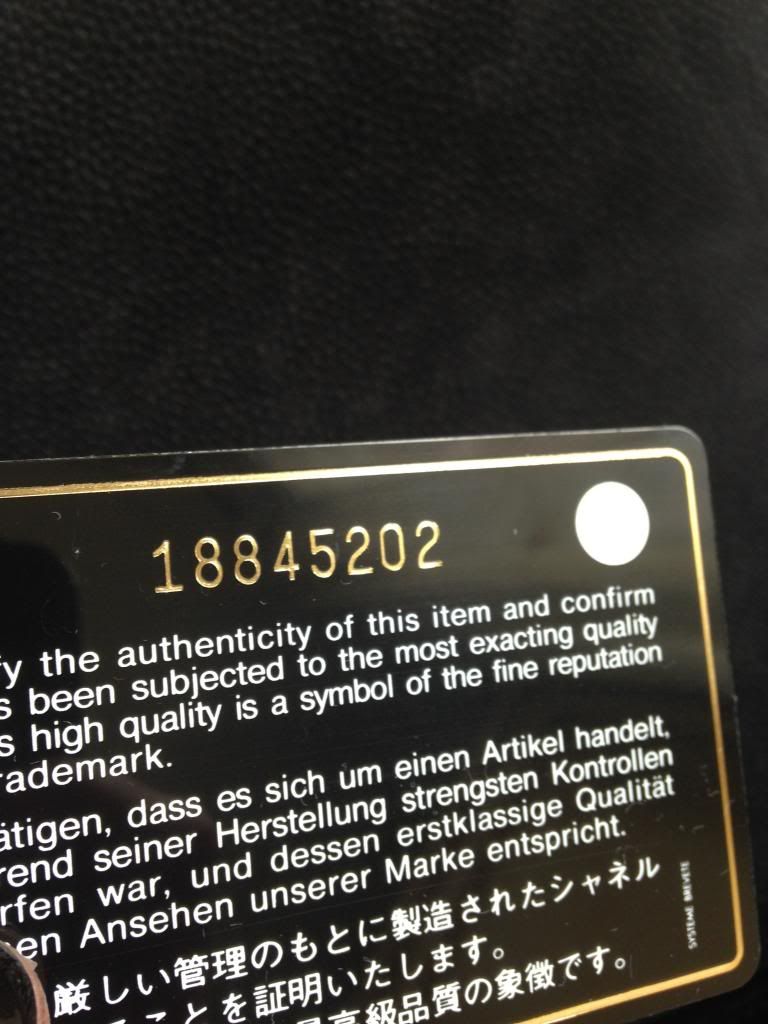 18845202
fy the authenticity of this item and confirm
s been subjected to the most exacting quality
s high quality is a symbol of the fine reputation
rademark.
ätigen, dass es sich um einen Artikel handelt,
rend seiner Herstellung strengsten Kontrollen
rfen war, und dessen erstklassige Qualität
en Ansehen unserer Marke entspricht.
厳しい管理のもとに製造されたシャネル
ことを証明いたします。
最高級品質の象徴です。
SYSTEME BREVETE